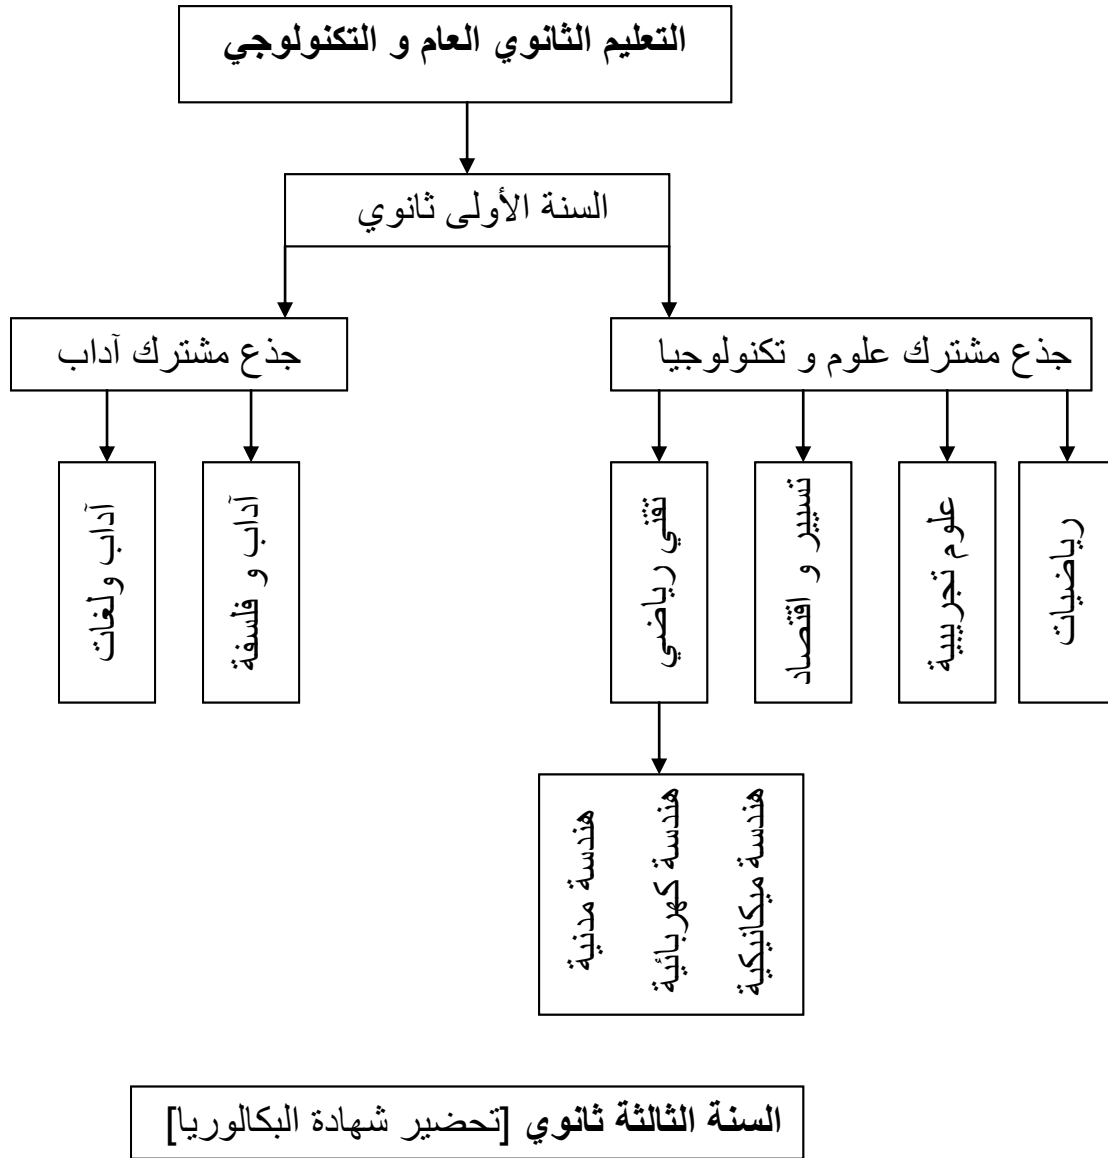 التعليم الثانوي العام و التكنولوجي
السنة الأولى ثانوي
جذع مشترك علوم و تكنولوجيا
جذع مشترك آداب
رياضيات
علوم تجريبية
تسيير و اقتصاد
تقني رياضي
آداب و فلسفة
آداب ولغات
هندسة ميكانيكية
هندسة كهربائية
هندسة مدنية
السنة الثالثة ثانوي [تحضير شهادة البكالوريا]